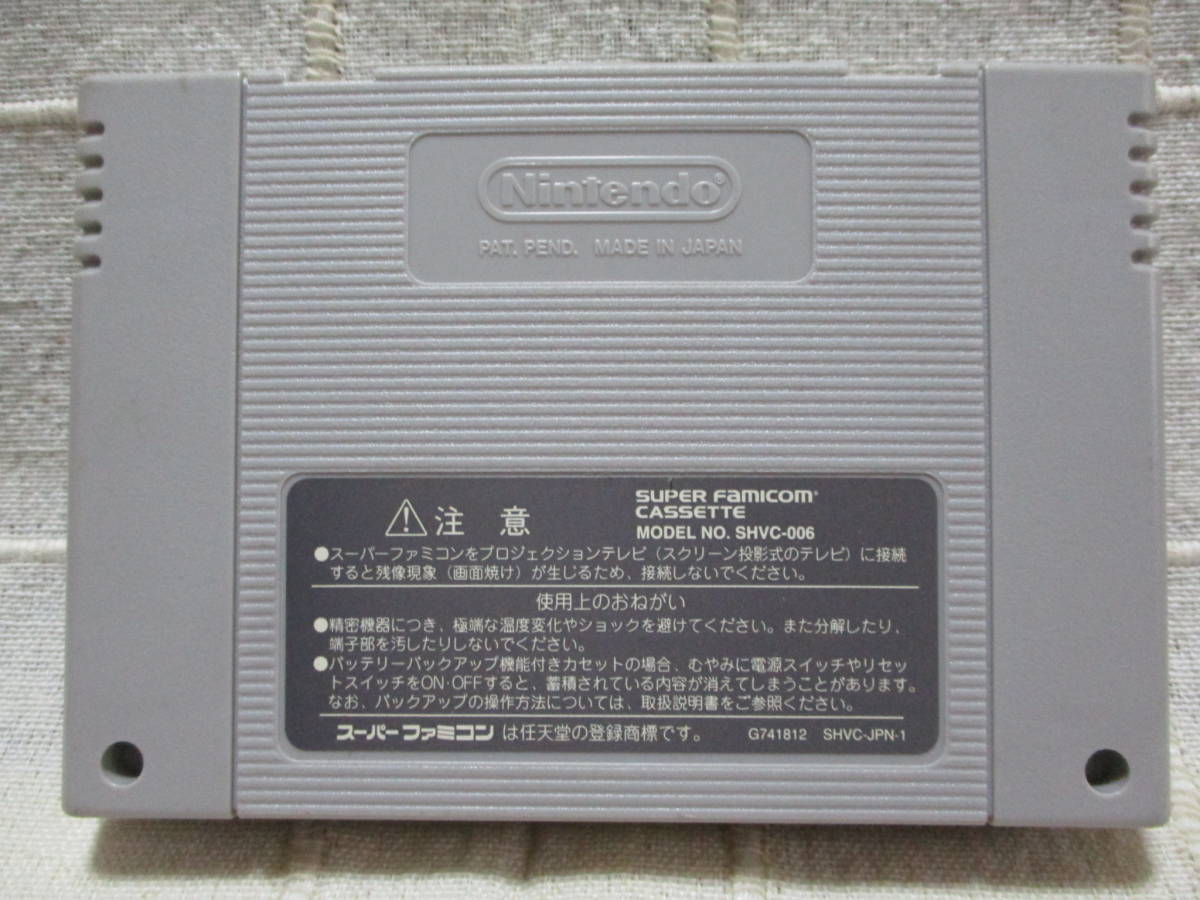 Nintendo®
PAT. PEND. MADE IN JAPAN
注意
SUPER FAMICOM®
CASSETTE
MODEL NO. SHVC-006
●スーパーファミコンをプロジェクションテレビ(スクリーン投影式のテレビ)に接続
すると残像現象(画面焼け)が生じるため、接続しないでください。
使用上のおねがい
●精密機器につき、極端な温度変化やショックを避けてください。また分解したり、
端子部を汚したりしないでください。
●バッテリーバックアップ機能付きカセットの場合、むやみに電源スイッチやリセッ
トスイッチをON·OFFすると、蓄積されている内容が消えてしまうことがあります。
なお、バックアップの操作方法については、取扱説明書をご参照ください。
スーパーファミコンは任天堂の登録商標です。 G741812 SHVC-JPN-1